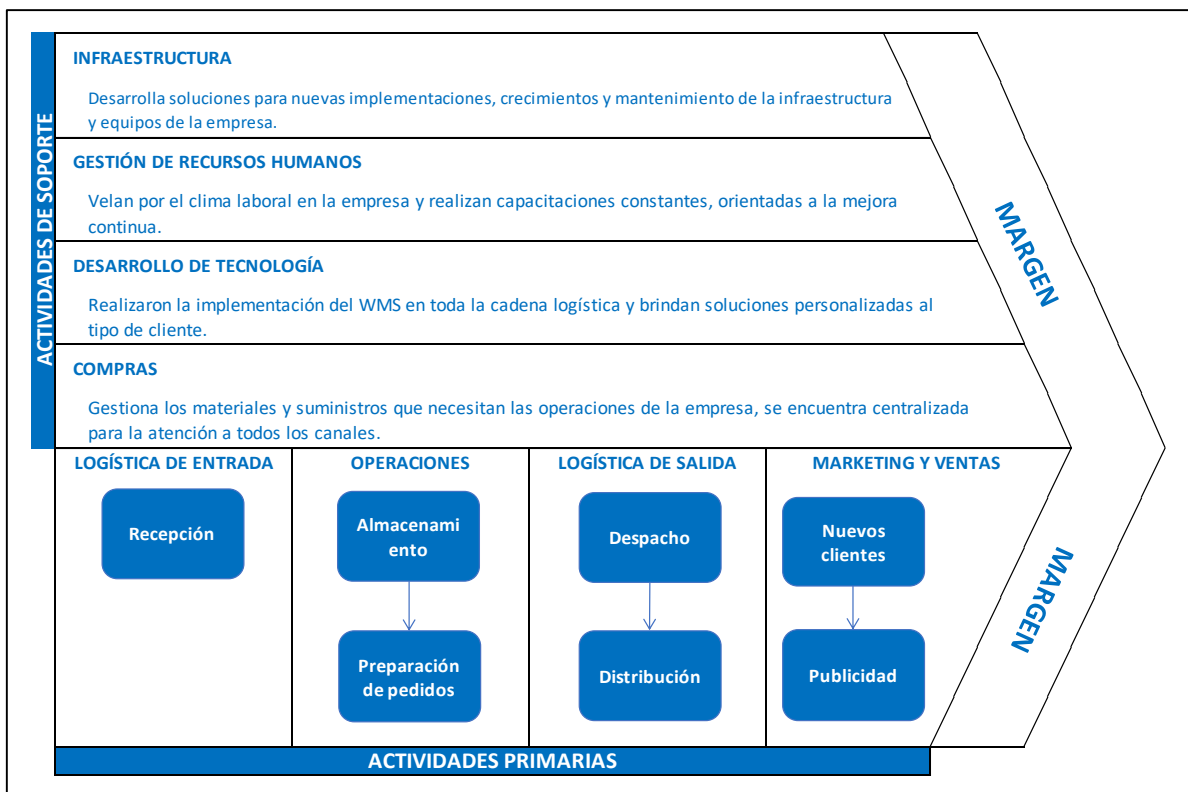 ACTIVIDADES DE SOPORTE
INFRAESTRUCTURA
Desarrolla soluciones para nuevas implementaciones, crecimientos y mantenimiento de la infraestructura
y equipos de la empresa.
GESTIÓN DE RECURSOS HUMANOS
Velan por el clima laboral en la empresa y realizan capacitaciones constantes, orientadas a la mejora
continua.
DESARROLLO DE TECNOLOGÍA
Realizaron la implementación del WMS en toda la cadena logística y brindan soluciones personalizadas al
tipo de cliente.
COMPRAS
Gestiona los materiales y suministros que necesitan las operaciones de la empresa, se encuentra centralizada
para la atención a todos los canales.
MARGEN
LOGÍSTICA DE ENTRADA
Recepción
OPERACIONES
Almacenami
ento
Preparación
de pedidos
LOGÍSTICA DE SALIDA
Despacho
Distribución
MARKETING Y VENTAS
Nuevos
clientes
Publicidad
MARGEN
ACTIVIDADES PRIMARIAS